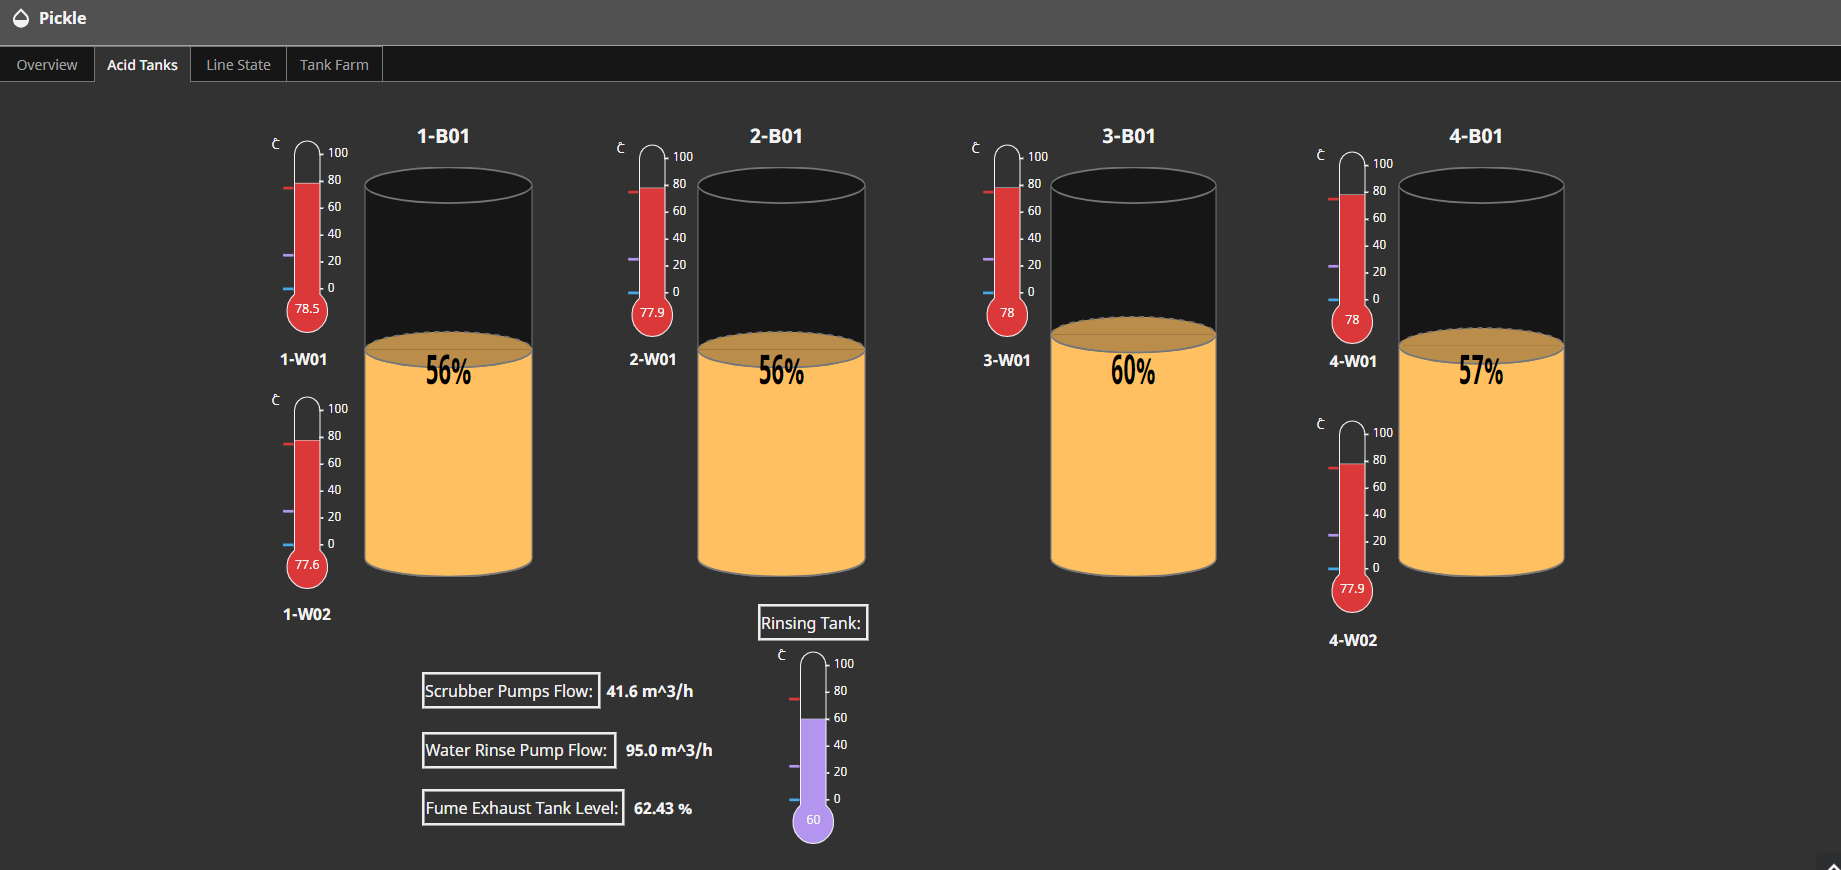 Pickle
Overview
Acid Tanks
Line State
Tank Farm
1-B01
2-B01
3-B01
4-B01
C̊
100
80
60
40
20
0
78.5
1-W01
C̊
100
80
60
40
20
0
77.9
2-W01
C̊
100
80
60
40
20
0
78
3-W01
C̊
100
80
60
40
20
0
78
4-W01
56%
56%
60%
57%
C̊
100
80
60
40
20
0
77.6
1-W02
C̊
100
80
60
40
20
0
77.9
4-W02
Rinsing Tank:
C̊
100
80
60
40
20
0
60
Scrubber Pumps Flow: 41.6 m^3/h
Water Rinse Pump Flow: 95.0 m^3/h
Fume Exhaust Tank Level: 62.43 %